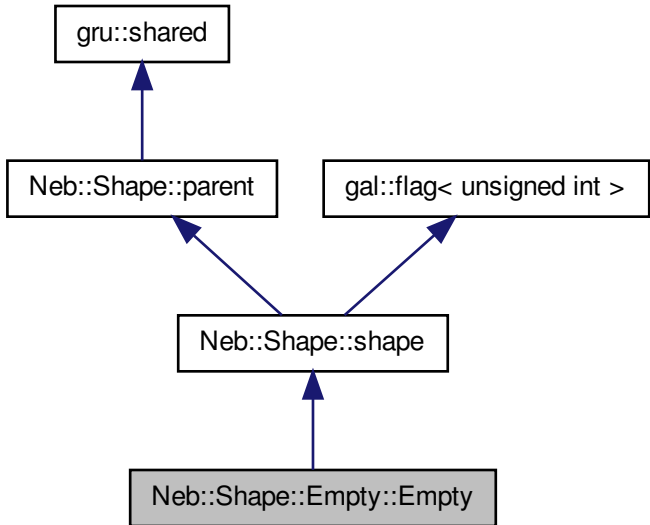 gru::shared
Neb::Shape::parent
gal::flag< unsigned int >
Neb::Shape::shape
Neb::Shape::Empty::Empty